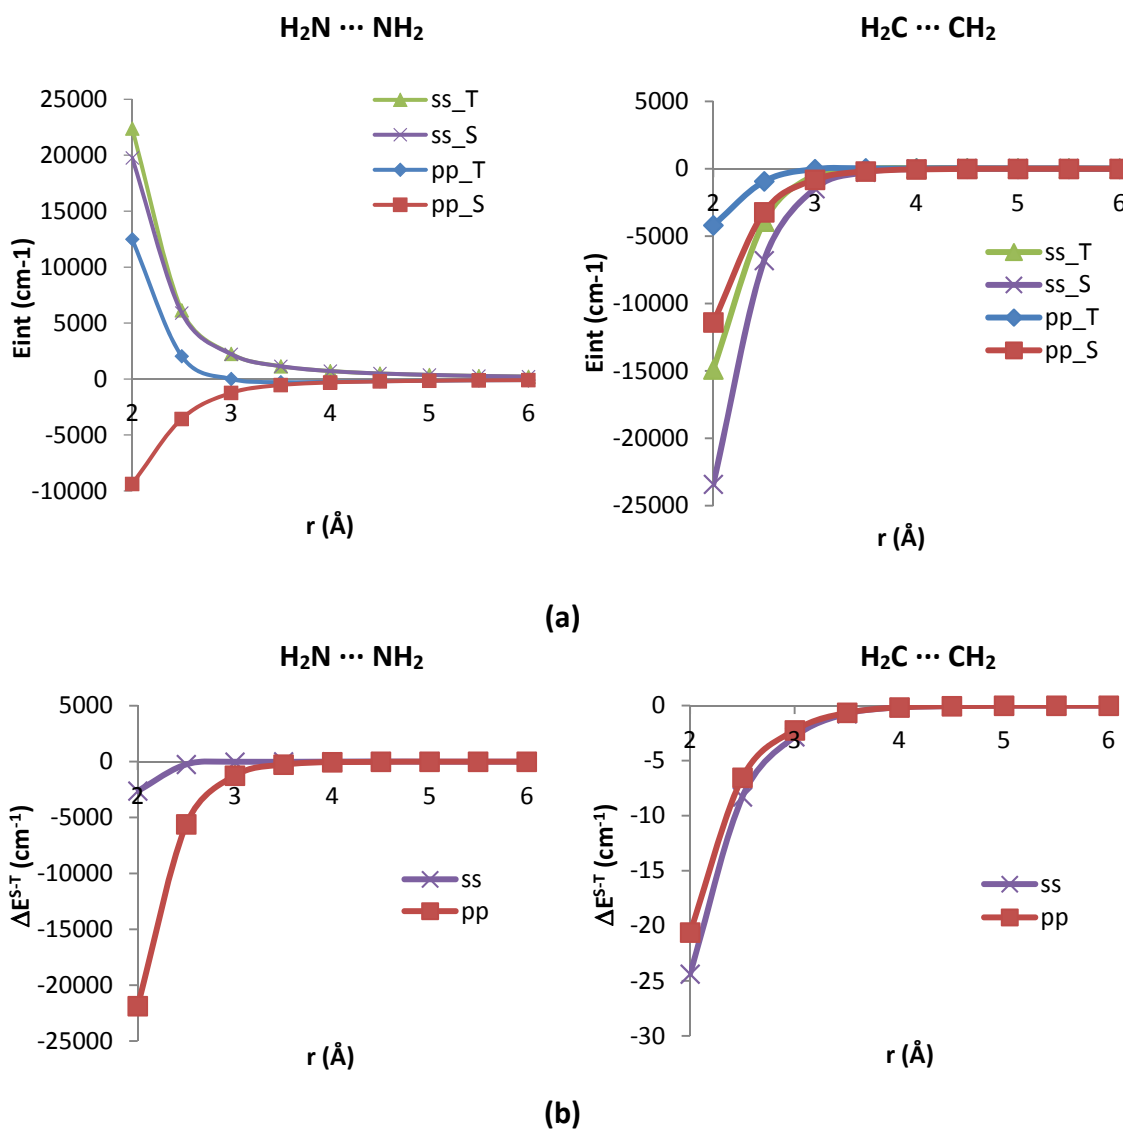 H₂N ··· NH₂
25000
20000
15000
10000
5000
0
-5000
-10000
2
3
4
5
6
Eint (cm-1)
r (Å)
ss_T
ss_S
pp_T
pp_S
H₂C ··· CH₂
5000
0
-5000
-10000
-15000
-20000
-25000
2
3
4
5
6
Eint (cm-1)
r (Å)
ss_T
ss_S
pp_T
pp_S
(a)
H₂N ··· NH₂
5000
0
-5000
-10000
-15000
-20000
-25000
2
3
4
5
6
ΔE^S-T (cm⁻¹)
r (Å)
ss
pp
H₂C ··· CH₂
0
-5
-10
-15
-20
-25
-30
2
3
4
5
6
ΔE^S-T (cm⁻¹)
r (Å)
ss
pp
(b)